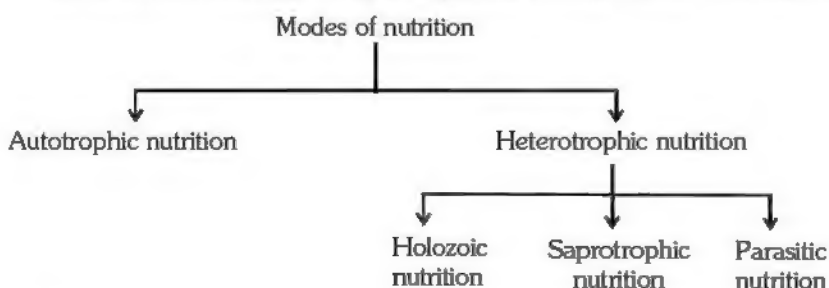 Modes of nutrition
Autotrophic nutrition
Heterotrophic nutrition
Holozoic
nutrition
Saprotrophic
nutrition
Parasitic
nutrition